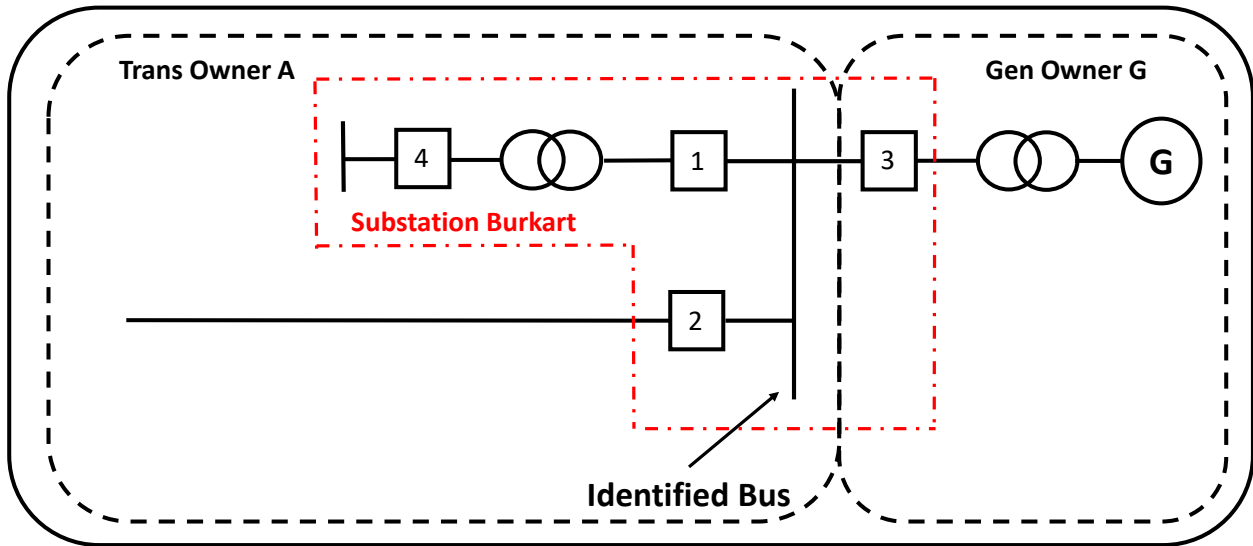 Trans Owner A
Gen Owner G
4
1
3
G
Substation Burkart
2
Identified Bus